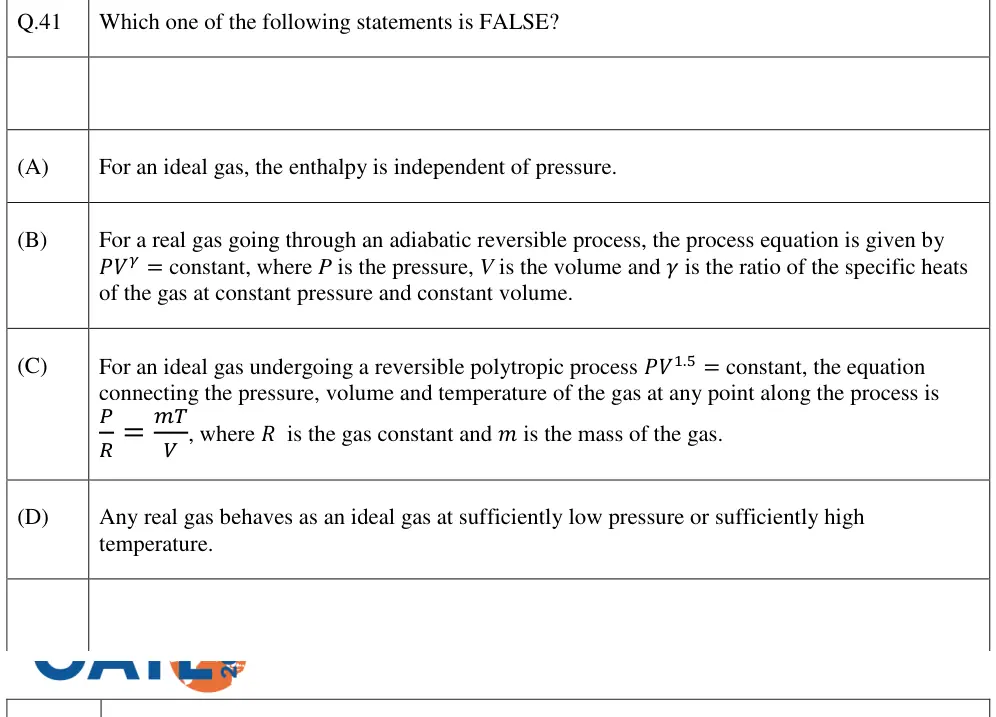 Q.41 Which one of the following statements is FALSE?
(A) For an ideal gas, the enthalpy is independent of pressure.
(B) For a real gas going through an adiabatic reversible process, the process equation is given by
PV^γ = constant, where P is the pressure, V is the volume and γ is the ratio of the specific heats
of the gas at constant pressure and constant volume.
(C) For an ideal gas undergoing a reversible polytropic process PV^1.5 = constant, the equation
connecting the pressure, volume and temperature of the gas at any point along the process is
P/R = mT/V, where R is the gas constant and m is the mass of the gas.
(D) Any real gas behaves as an ideal gas at sufficiently low pressure or sufficiently high
temperature.